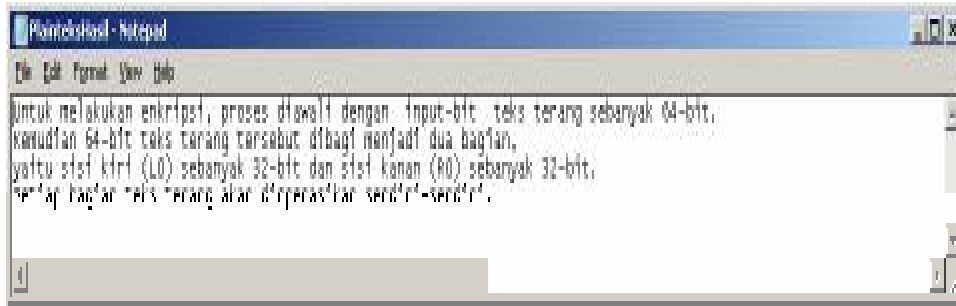 PlainteksHasil - Notepad
File Edit Format View Help
Untuk melakukan enkripsi, proses diawali dengan input-bit teks terang sebanyak 64-bit.
Kemudian 64-bit teks terang tersebut dibagi menjadi dua bagian,
yaitu sisi kiri (L0) sebanyak 32-bit dan sisi kanan (R0) sebanyak 32-bit.
Setiap bagian teks terang akan dioperasikan sendiri-sendiri.